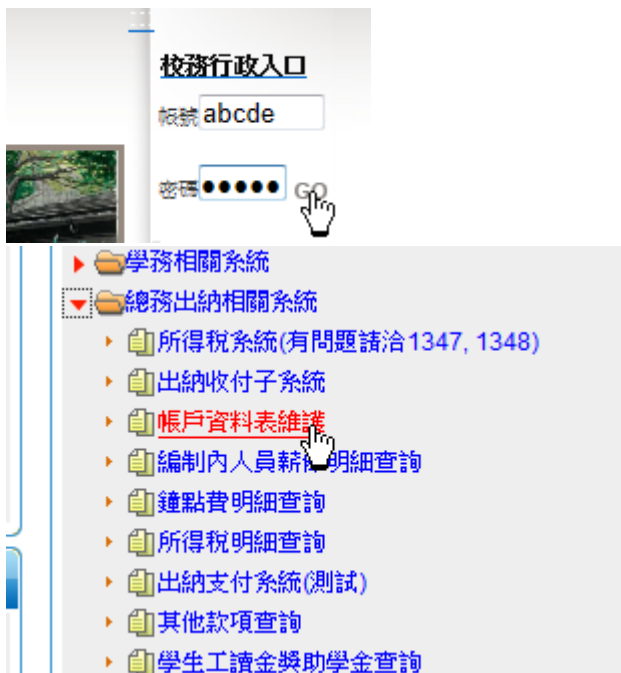 校務行政入口
帳號 abcde
密碼 ●●●●● GO
學務相關系統
總務出納相關系統
所得稅系統(有問題請洽1347, 1348)
出納收付子系統
帳戶資料表維護
編制內人員薪俸明細查詢
鐘點費明細查詢
所得稅明細查詢
出納支付系統(測試)
其他款項查詢
學生工讀金獎助學金查詢